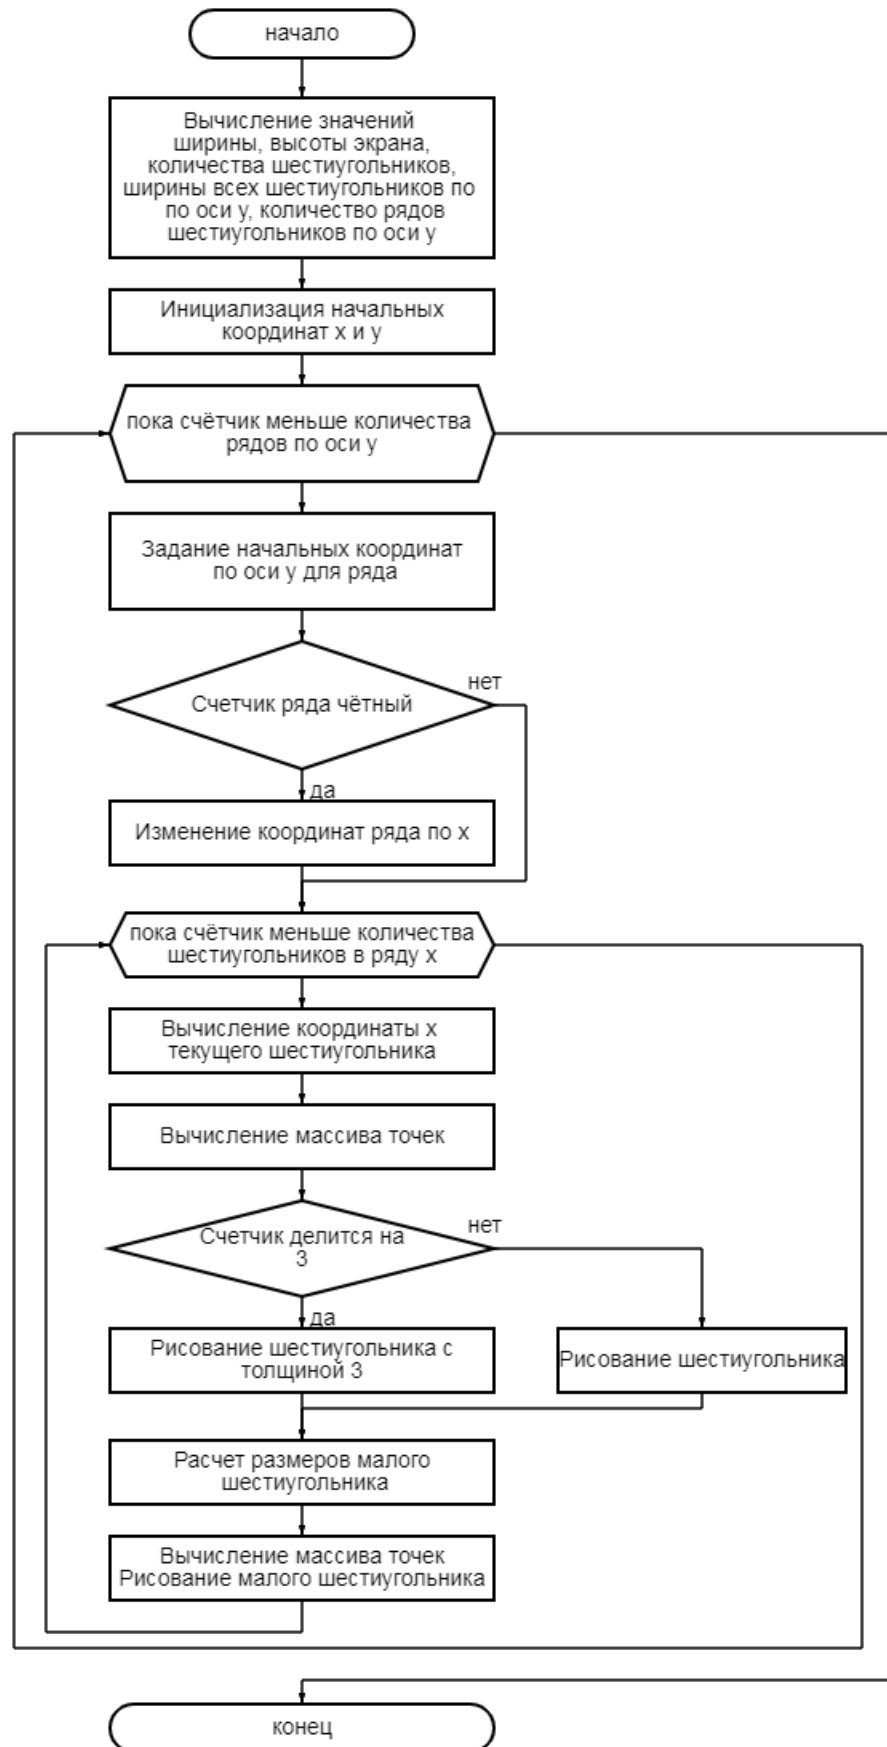 начало
Вычисление значений
ширины, высоты экрана,
количества шестиугольников,
ширины всех шестиугольников по
по оси y, количество рядов
шестиугольников по оси y
Инициализация начальных
координат x и y
пока счётчик меньше количества
рядов по оси y
Задание начальных координат
по оси y для ряда
Счетчик ряда чётный
нет
да
Изменение координат ряда по x
пока счётчик меньше количества
шестиугольников в ряду x
Вычисление координаты x
текущего шестиугольника
Вычисление массива точек
Счетчик делится на
3
нет
да
Рисование шестиугольника с
толщиной 3
Рисование шестиугольника
Расчет размеров малого
шестиугольника
Вычисление массива точек
Рисование малого шестиугольника
конец